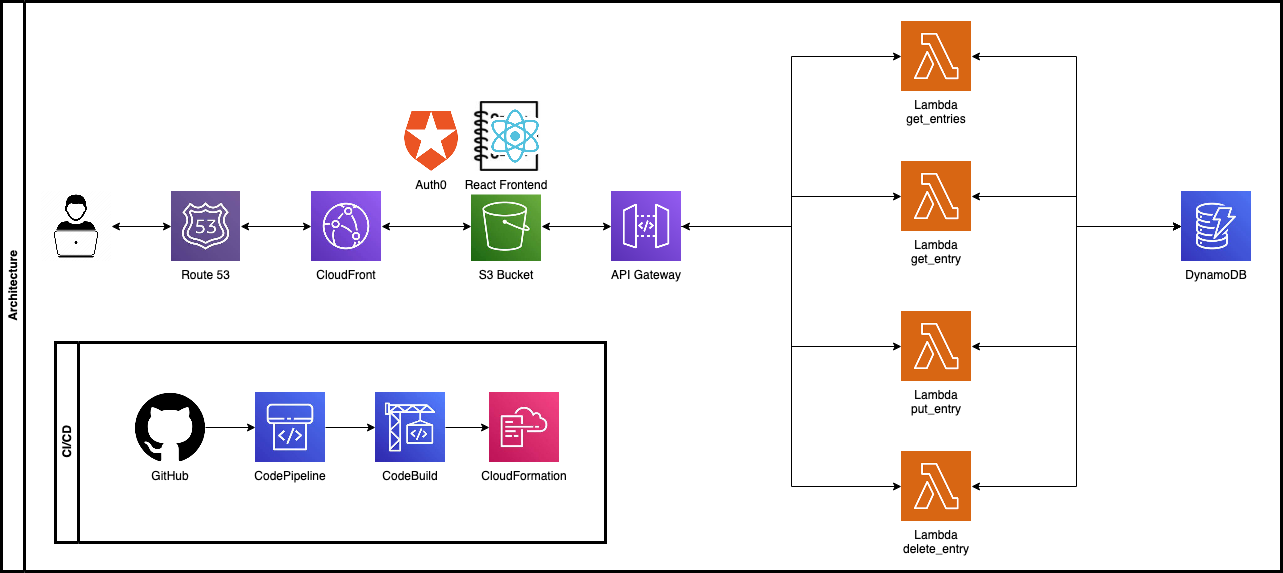 Architecture
Lambda
get_entries
Auth0
React Frontend
53
Route 53
CloudFront
S3 Bucket
API Gateway
Lambda
get_entry
DynamoDB
CI/CD
GitHub
CodePipeline
CodeBuild
CloudFormation
Lambda
put_entry
Lambda
delete_entry